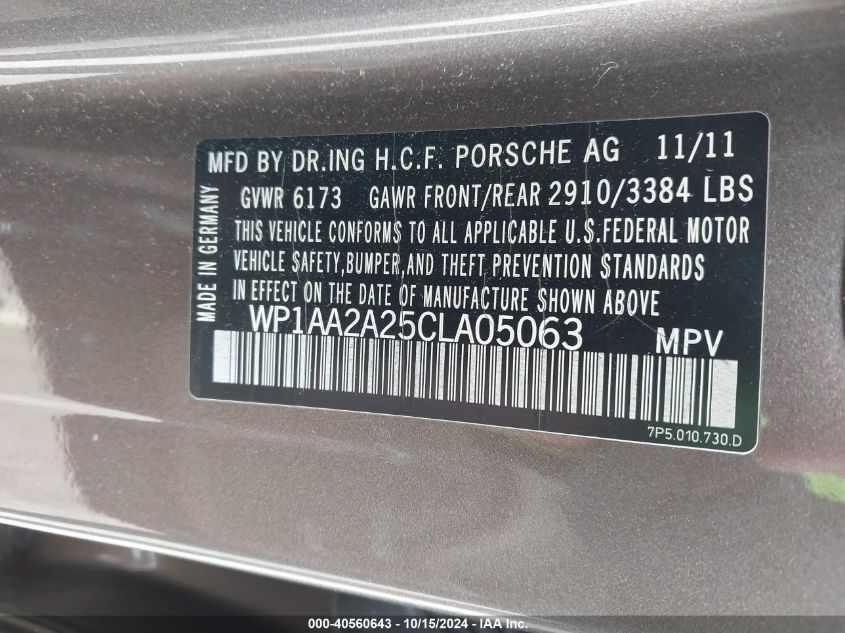 MFD BY DR.ING H.C.F. PORSCHE AG 11/11
GVWR 6173 GAWR FRONT/REAR 2910/3384 LBS
THIS VEHICLE CONFORMS TO ALL APPLICABLE U.S.FEDERAL MOTOR
VEHICLE SAFETY,BUMPER,AND THEFT PREVENTION STANDARDS
IN EFFECT ON THE DATE OF MANUFACTURE SHOWN ABOVE
MADE IN GERMANY
WP1AA2A25CLA05063 MPV
7P5.010.730.D
000-40560643 - 10/15/2024 - IAA Inc.